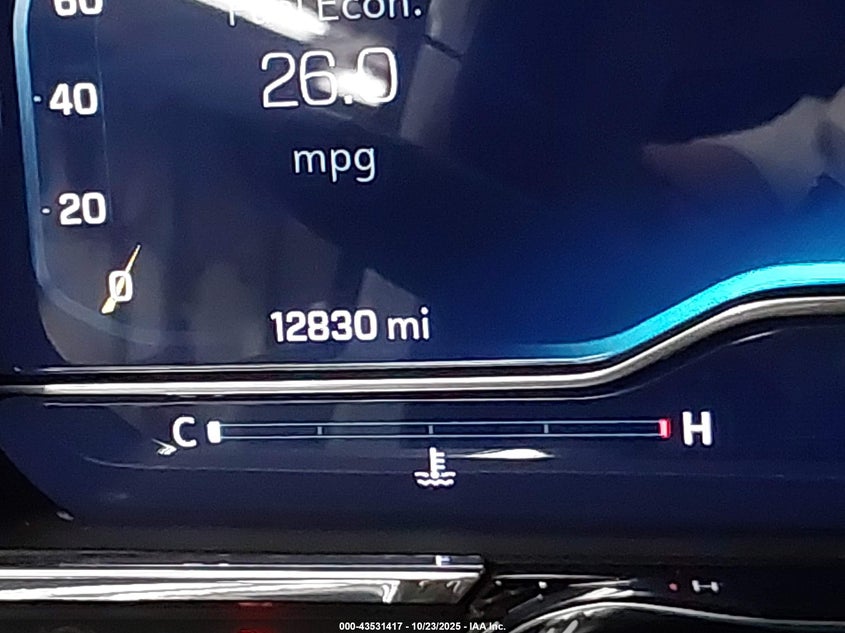 60
Fuel Econ.
40
26.0
mpg
20
0
12830 mi
C H
000-43531417 - 10/23/2025 - IAA Inc.